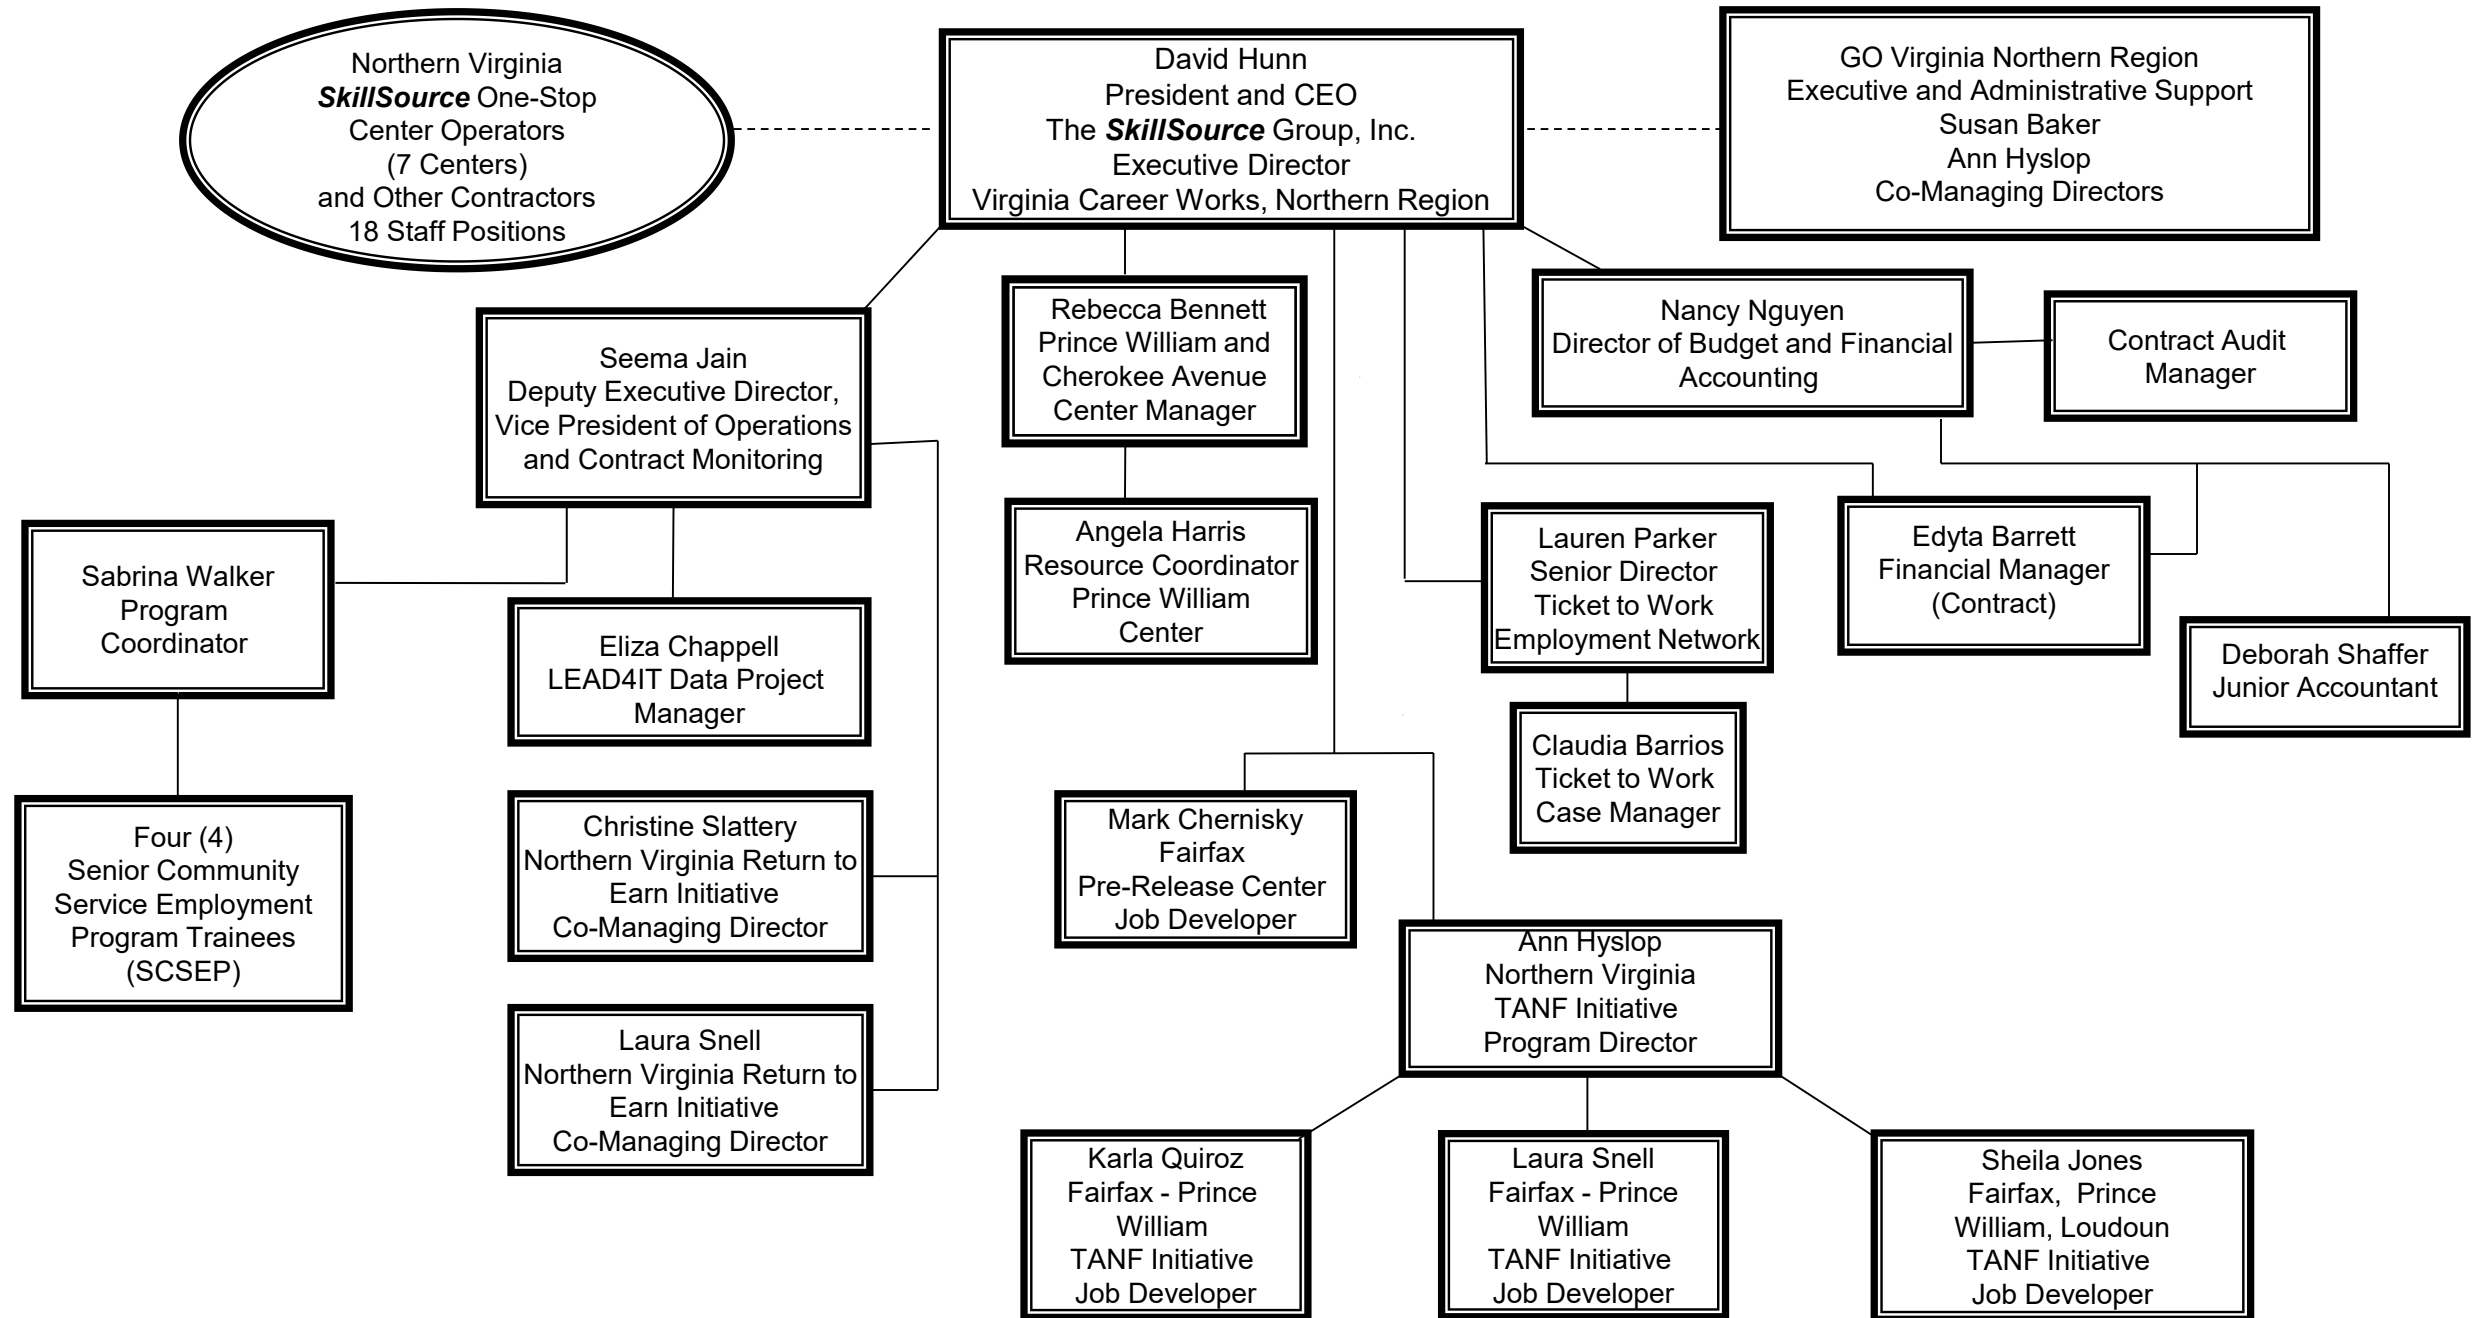 Northern Virginia
SkillSource One-Stop
Center Operators
(7 Centers)
and Other Contractors
18 Staff Positions
David Hunn
President and CEO
The SkillSource Group, Inc.
Executive Director
Virginia Career Works, Northern Region
GO Virginia Northern Region
Executive and Administrative Support
Susan Baker
Ann Hyslop
Co-Managing Directors
Seema Jain
Deputy Executive Director,
Vice President of Operations
and Contract Monitoring
Rebecca Bennett
Prince William and
Cherokee Avenue
Center Manager
Nancy Nguyen
Director of Budget and Financial
Accounting
Contract Audit
Manager
Sabrina Walker
Program
Coordinator
Eliza Chappell
LEAD4IT Data Project
Manager
Angela Harris
Resource Coordinator
Prince William
Center
Lauren Parker
Senior Director
Ticket to Work
Employment Network
Edyta Barrett
Financial Manager
(Contract)
Deborah Shaffer
Junior Accountant
Four (4)
Senior Community
Service Employment
Program Trainees
(SCSEP)
Christine Slattery
Northern Virginia Return to
Earn Initiative
Co-Managing Director
Mark Chernisky
Fairfax
Pre-Release Center
Job Developer
Claudia Barrios
Ticket to Work
Case Manager
Laura Snell
Northern Virginia Return to
Earn Initiative
Co-Managing Director
Ann Hyslop
Northern Virginia
TANF Initiative
Program Director
Karla Quiroz
Fairfax - Prince
William
TANF Initiative
Job Developer
Laura Snell
Fairfax - Prince
William
TANF Initiative
Job Developer
Sheila Jones
Fairfax,  Prince
William, Loudoun
TANF Initiative
Job Developer